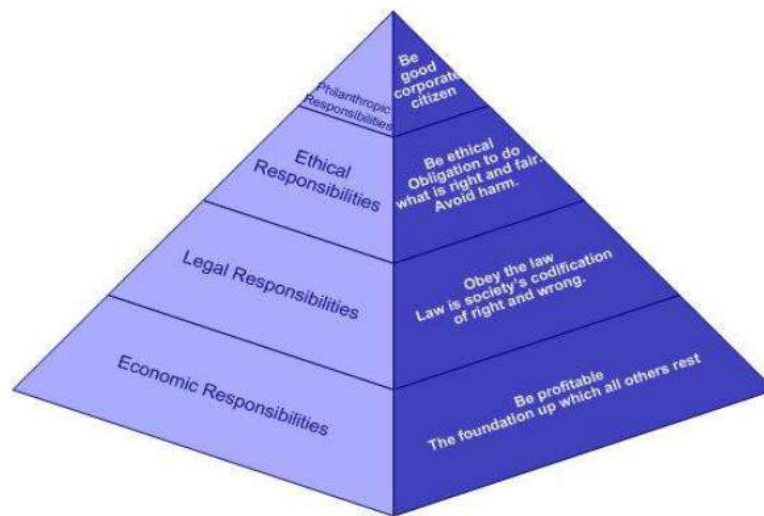 Philanthropic
Responsibilities
Be
good
corporate
citizen
Ethical
Responsibilities
Be ethical
Obligation to do
what is right and fair.
Avoid harm.
Legal Responsibilities
Obey the law
Law is society's codification
of right and wrong.
Economic Responsibilities
Be profitable
The foundation up which all others rest